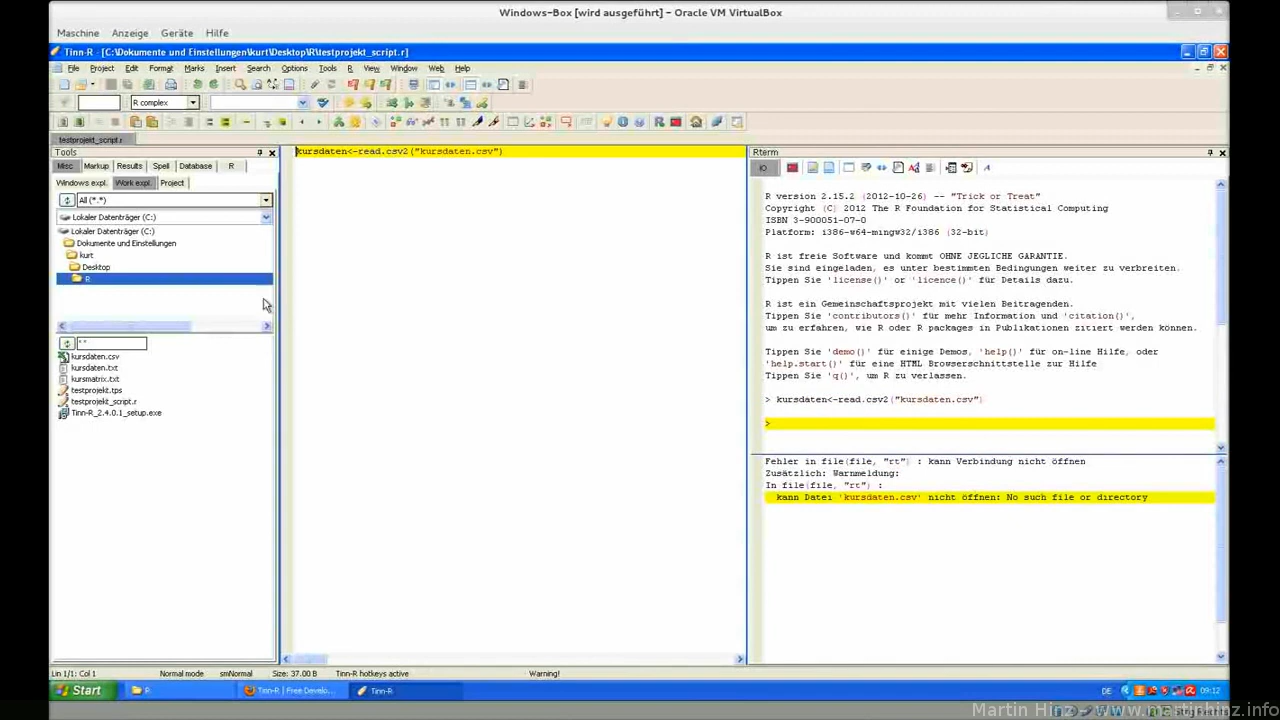 Windows-Box [wird ausgeführt] - Oracle VM VirtualBox
Maschine Anzeige Geräte Hilfe
Tinn-R - [C:\Dokumente und Einstellungen\kurt\Desktop\R\testprojekt_script.r]
File Project Edit Format Marks Insert Search Options Tools R View Window Web Help
R complex
testprojekt_script.r
Tools
Misc Markup Results Spell Database R
Windows expl. Work expl. Project
All (*.*)
Lokaler Datenträger (C:)
Lokaler Datenträger (C:)
Dokumente und Einstellungen
kurt
Desktop
R
kursdaten.csv
kursdaten.txt
kursmatrix.txt
testprojekt.tps
testprojekt_script.r
Tinn-R_2.4.0.1_setup.exe
kursdaten<-read.csv2("kursdaten.csv")
Rterm
IO
R version 2.15.2 (2012-10-26) -- "Trick or Treat"
Copyright (C) 2012 The R Foundation for Statistical Computing
ISBN 3-900051-07-0
Platform: i386-w64-mingw32/i386 (32-bit)
R ist freie Software und kommt OHNE JEGLICHE GARANTIE.
Sie sind eingeladen, es unter bestimmten Bedingungen weiter zu verbreiten.
Tippen Sie 'license()' or 'licence()' für Details dazu.
R ist ein Gemeinschaftsprojekt mit vielen Beitragenden.
Tippen Sie 'contributors()' für mehr Information und 'citation()',
um zu erfahren, wie R oder R packages in Publikationen zitiert werden können.
Tippen Sie 'demo()' für einige Demos, 'help()' für on-line Hilfe, oder
'help.start()' für eine HTML Browserschnittstelle zur Hilfe
Tippen Sie 'q()', um R zu verlassen.
> kursdaten<-read.csv2("kursdaten.csv")
>
Fehler in file(file, "rt") : kann Verbindung nicht öffnen
Zusätzlich: Warnmeldung:
In file(file, "rt") :
kann Datei 'kursdaten.csv' nicht öffnen: No such file or directory
Lin 1/1: Col 1 Normal mode smNormal Size: 37.00 B Tinn-R hotkeys active Warning!
Start R Tinn-R | Free Develo... Tinn-R DE 09:12
Martin Hinz - www.martinhinz.info